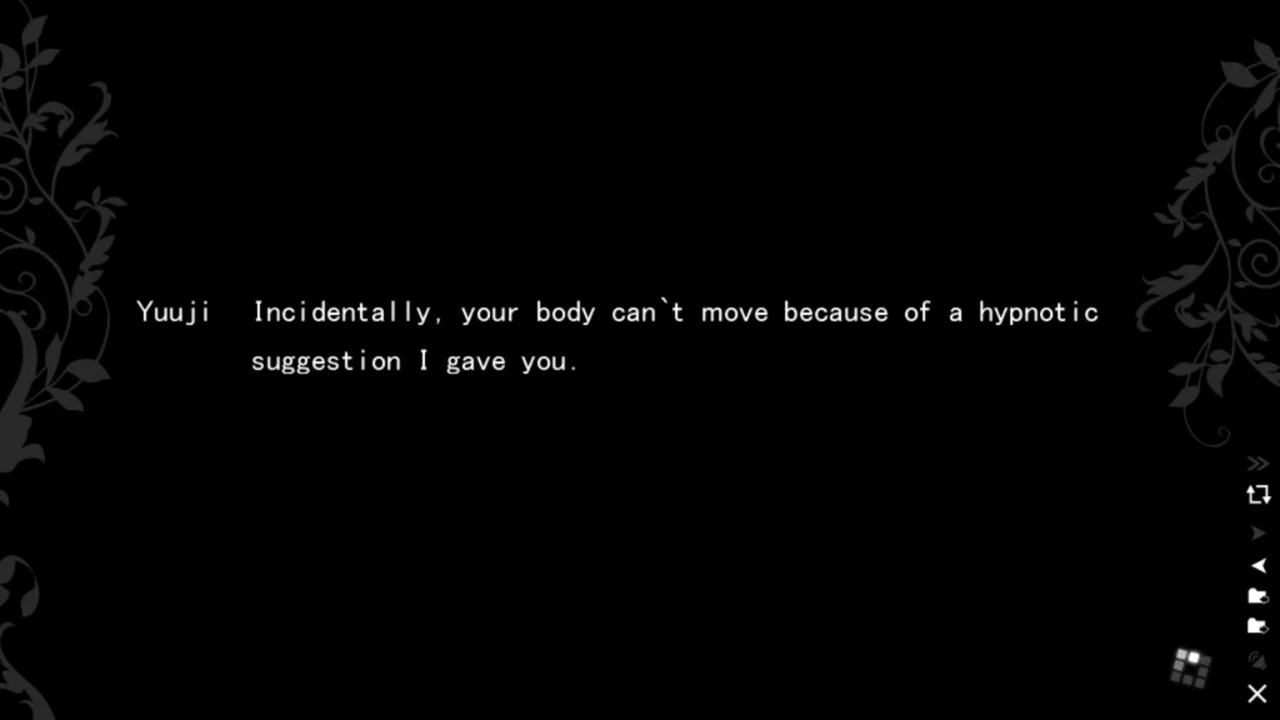 Yuuji Incidentally, your body can`t move because of a hypnotic
suggestion I gave you.